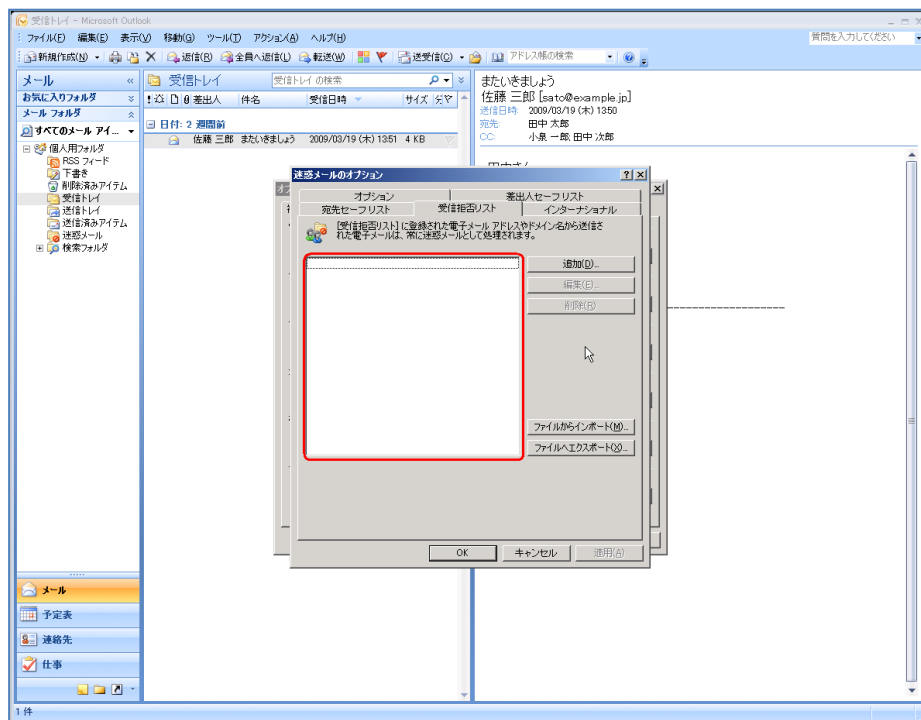 受信トレイ - Microsoft Outlook
ファイル(F) 編集(E) 表示(V) 移動(G) ツール(T) アクション(A) ヘルプ(H) 質問を入力してください
新規作成(N) 返信(R) 全員へ返信(L) 転送(W) 送受信(C) アドレス帳の検索
メール «
お気に入りフォルダ
メール フォルダ
すべてのメール アイ...
個人用フォルダ
RSS フィード
下書き
削除済みアイテム
受信トレイ
送信トレイ
送信済みアイテム
迷惑メール
検索フォルダ
メール
予定表
連絡先
仕事
受信トレイ 受信トレイ の検索
差出人 件名 受信日時 サイズ
日付: 2 週間前
佐藤 三郎 またいきましょう 2009/03/19 (木) 13:51 4 KB
またいきましょう
佐藤 三郎 [sato@example.jp]
送信日時: 2009/03/19 (木) 13:50
宛先: 田中 太郎
CC: 小泉 一郎; 田中 次郎
迷惑メールのオプション
オプション 差出人セーフ リスト
宛先セーフ リスト 受信拒否リスト インターナショナル
[受信拒否リスト] に登録された電子メール アドレスやドメイン名から送信さ
れた電子メールは、常に迷惑メールとして処理されます。
追加(D)...
編集(E)...
削除(R)
ファイルからインポート(M)...
ファイルへエクスポート(X)...
OK キャンセル 適用(A)
1 件